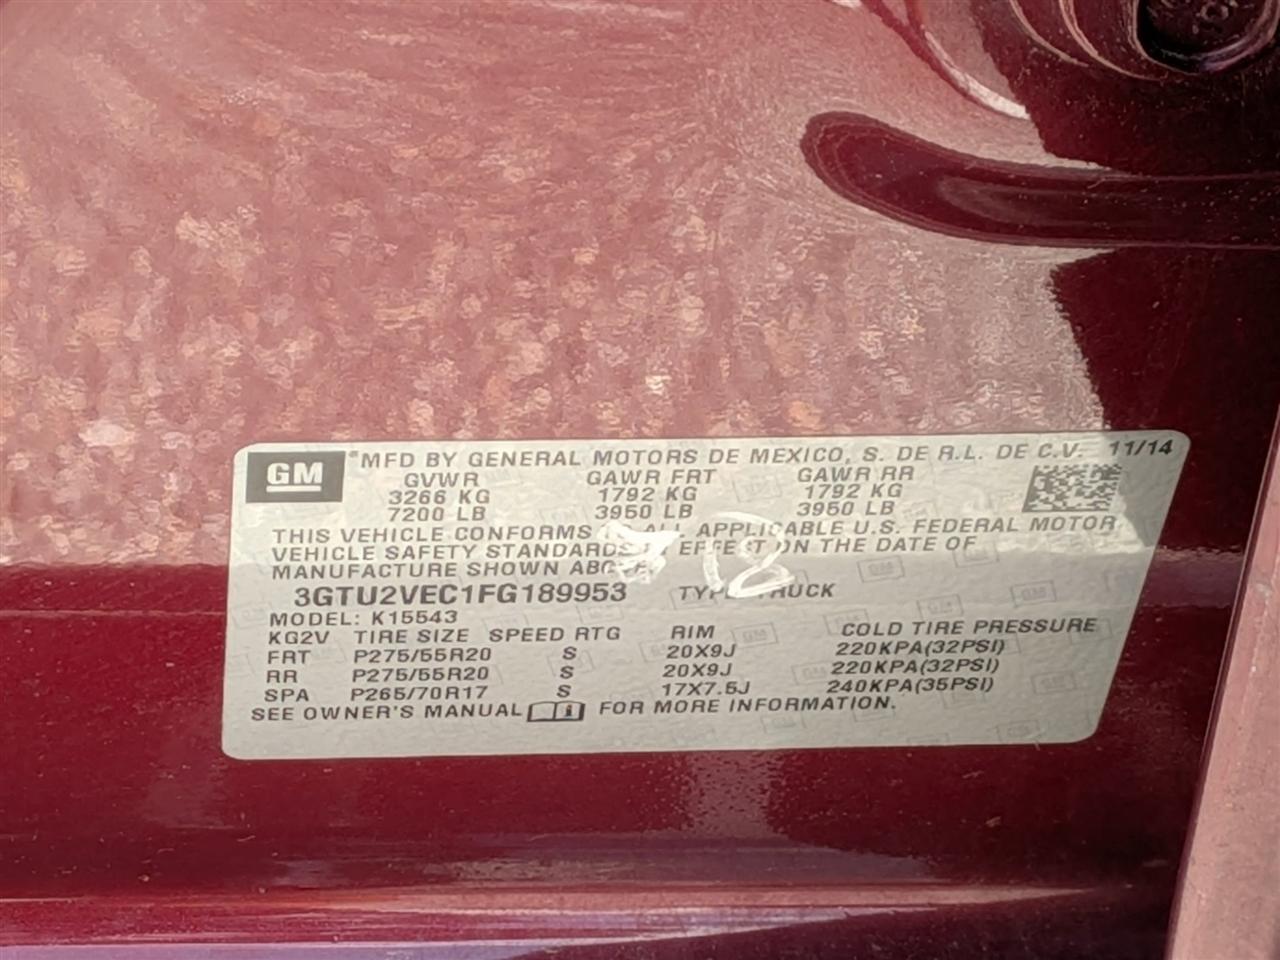 GM
MFD BY GENERAL MOTORS DE MEXICO, S. DE R.L. DE C.V. 11/14
GVWR GAWR FRT GAWR RR
3266 KG 1792 KG 1792 KG
7200 LB 3950 LB 3950 LB
THIS VEHICLE CONFORMS ALL APPLICABLE U.S. FEDERAL MOTOR
VEHICLE SAFETY STANDARDS EFFECT ON THE DATE OF
MANUFACTURE SHOWN ABOVE.
3GTU2VEC1FG189953 TYPE: TRUCK
MODEL: K15543
KG2V TIRE SIZE SPEED RTG RIM COLD TIRE PRESSURE
FRT P275/55R20 S 20X9J 220KPA(32PSI)
RR P275/55R20 S 20X9J 220KPA(32PSI)
SPA P265/70R17 S 17X7.5J 240KPA(35PSI)
SEE OWNER'S MANUAL FOR MORE INFORMATION.